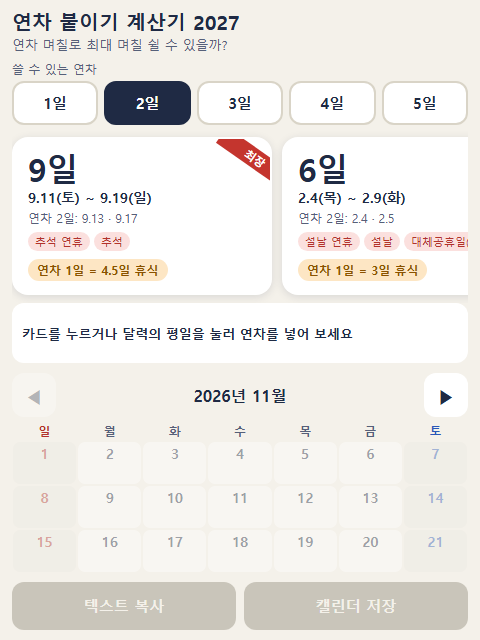 연차 붙이기 계산기 2027
연차 며칠로 최대 며칠 쉴 수 있을까?
쓸 수 있는 연차
1일 2일 3일 4일 5일
최장
9일
9.11(토) ~ 9.19(일)
연차 2일: 9.13 · 9.17
추석 연휴 추석
연차 1일 = 4.5일 휴식
6일
2.4(목) ~ 2.9(화)
연차 2일: 2.4 · 2.5
설날 연휴 설날 대체공휴일(
연차 1일 = 3일 휴식
카드를 누르거나 달력의 평일을 눌러 연차를 넣어 보세요
◀ 2026년 11월 ▶
일 월 화 수 목 금 토
1 2 3 4 5 6 7
8 9 10 11 12 13 14
15 16 17 18 19 20 21
텍스트 복사 캘린더 저장